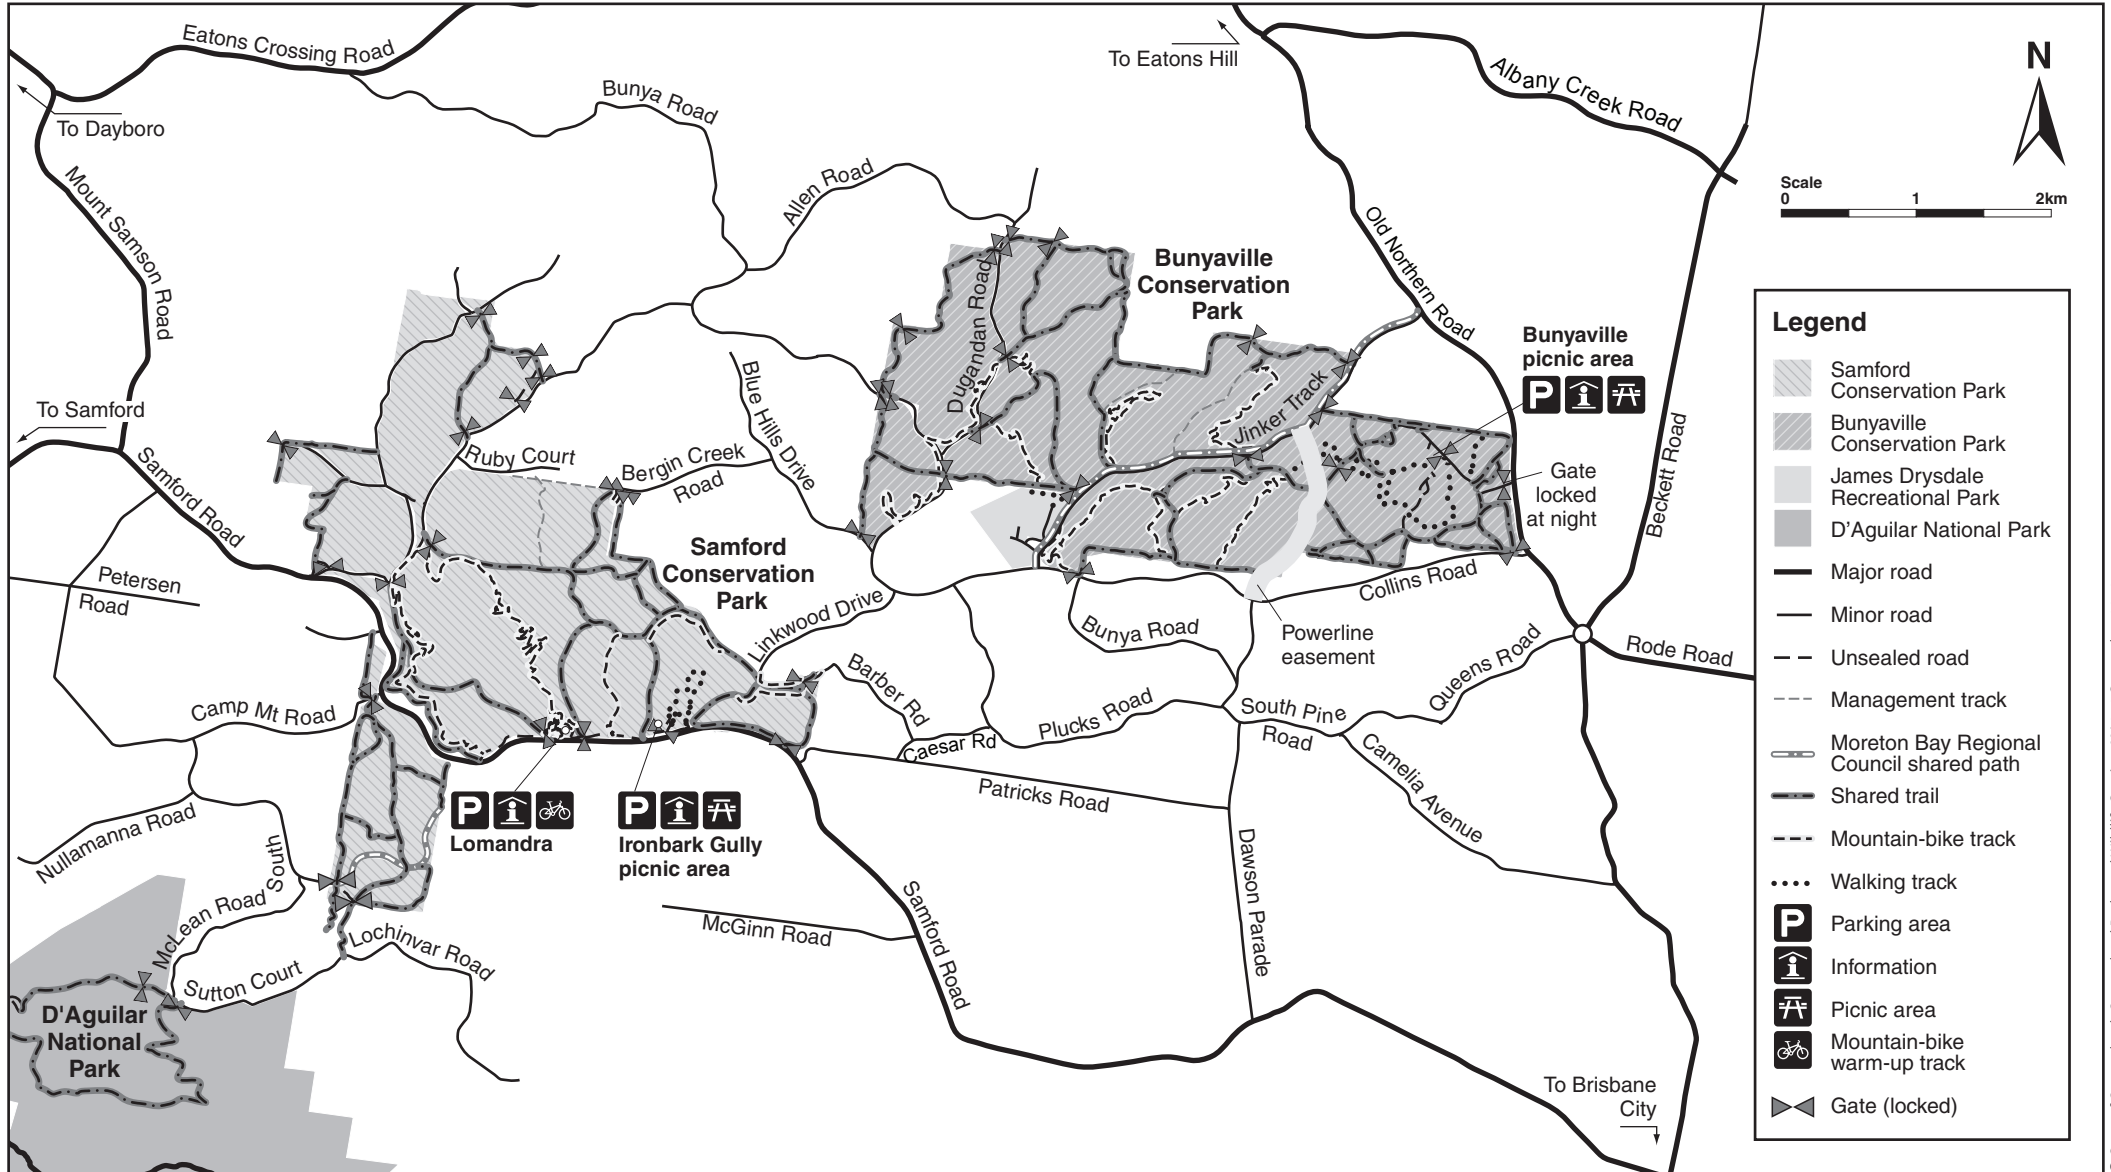 Eatons Crossing Road
To Dayboro
Mount Samson Road
To Samford
Samford Road
Petersen
Road
Camp Mt Road
Nullamanna Road
McLean Road
South
Sutton Court
Lochinvar Road
D'Aguilar
National
Park
Bunya Road
Allen Road
Ruby Court
Bergin Creek
Road
Blue Hills Drive
Samford
Conservation
Park
Linkwood Drive
Barber Rd
Caesar Rd
Patricks Road
Plucks Road
P
Lomandra
P
Ironbark Gully
picnic area
McGinn Road
Samford Road
Dawson Parade
To Eatons Hill
Albany Creek Road
Old Northern Road
Bunyaville
Conservation
Park
Dugandan Road
Jinker Track
Bunyaville
picnic area
P
Gate
locked
at night
Beckett Road
Collins Road
Powerline
easement
Bunya Road
South Pine
Road
Queens Road
Rode Road
Camelia Avenue
To Brisbane
City
N
Scale
0 1 2km
Legend
Samford
Conservation Park
Bunyaville
Conservation Park
James Drysdale
Recreational Park
D'Aguilar National Park
Major road
Minor road
Unsealed road
Management track
Moreton Bay Regional
Council shared path
Shared trail
Mountain-bike track
Walking track
P
Parking area
Information
Picnic area
Mountain-bike
warm-up track
Gate (locked)